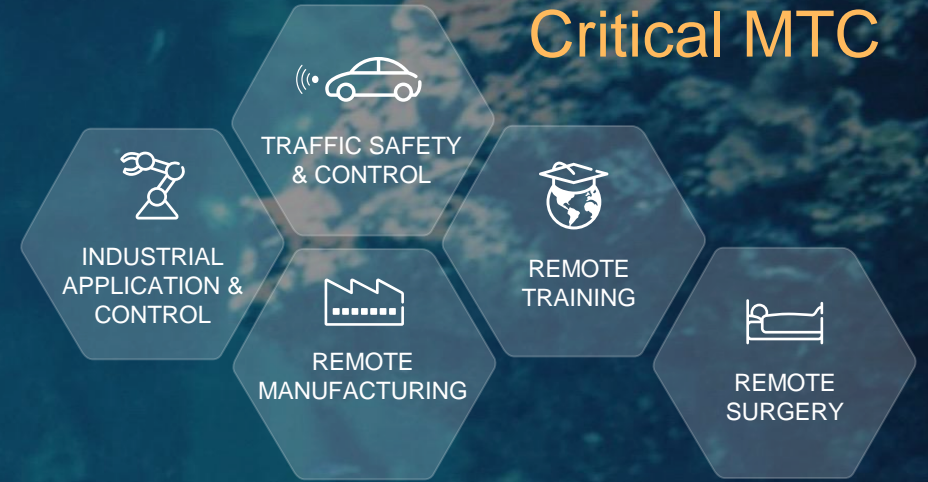 Critical MTC
TRAFFIC SAFETY
& CONTROL
INDUSTRIAL
APPLICATION &
CONTROL
REMOTE
TRAINING
REMOTE
MANUFACTURING
REMOTE
SURGERY